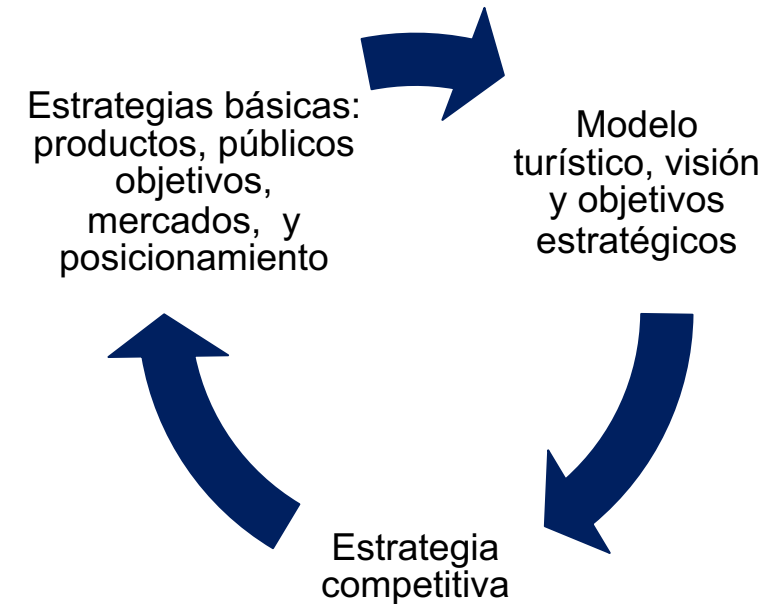 Estrategias básicas:
productos, públicos
objetivos,
mercados,  y
posicionamiento
Modelo
turístico, visión
y objetivos
estratégicos
Estrategia
competitiva